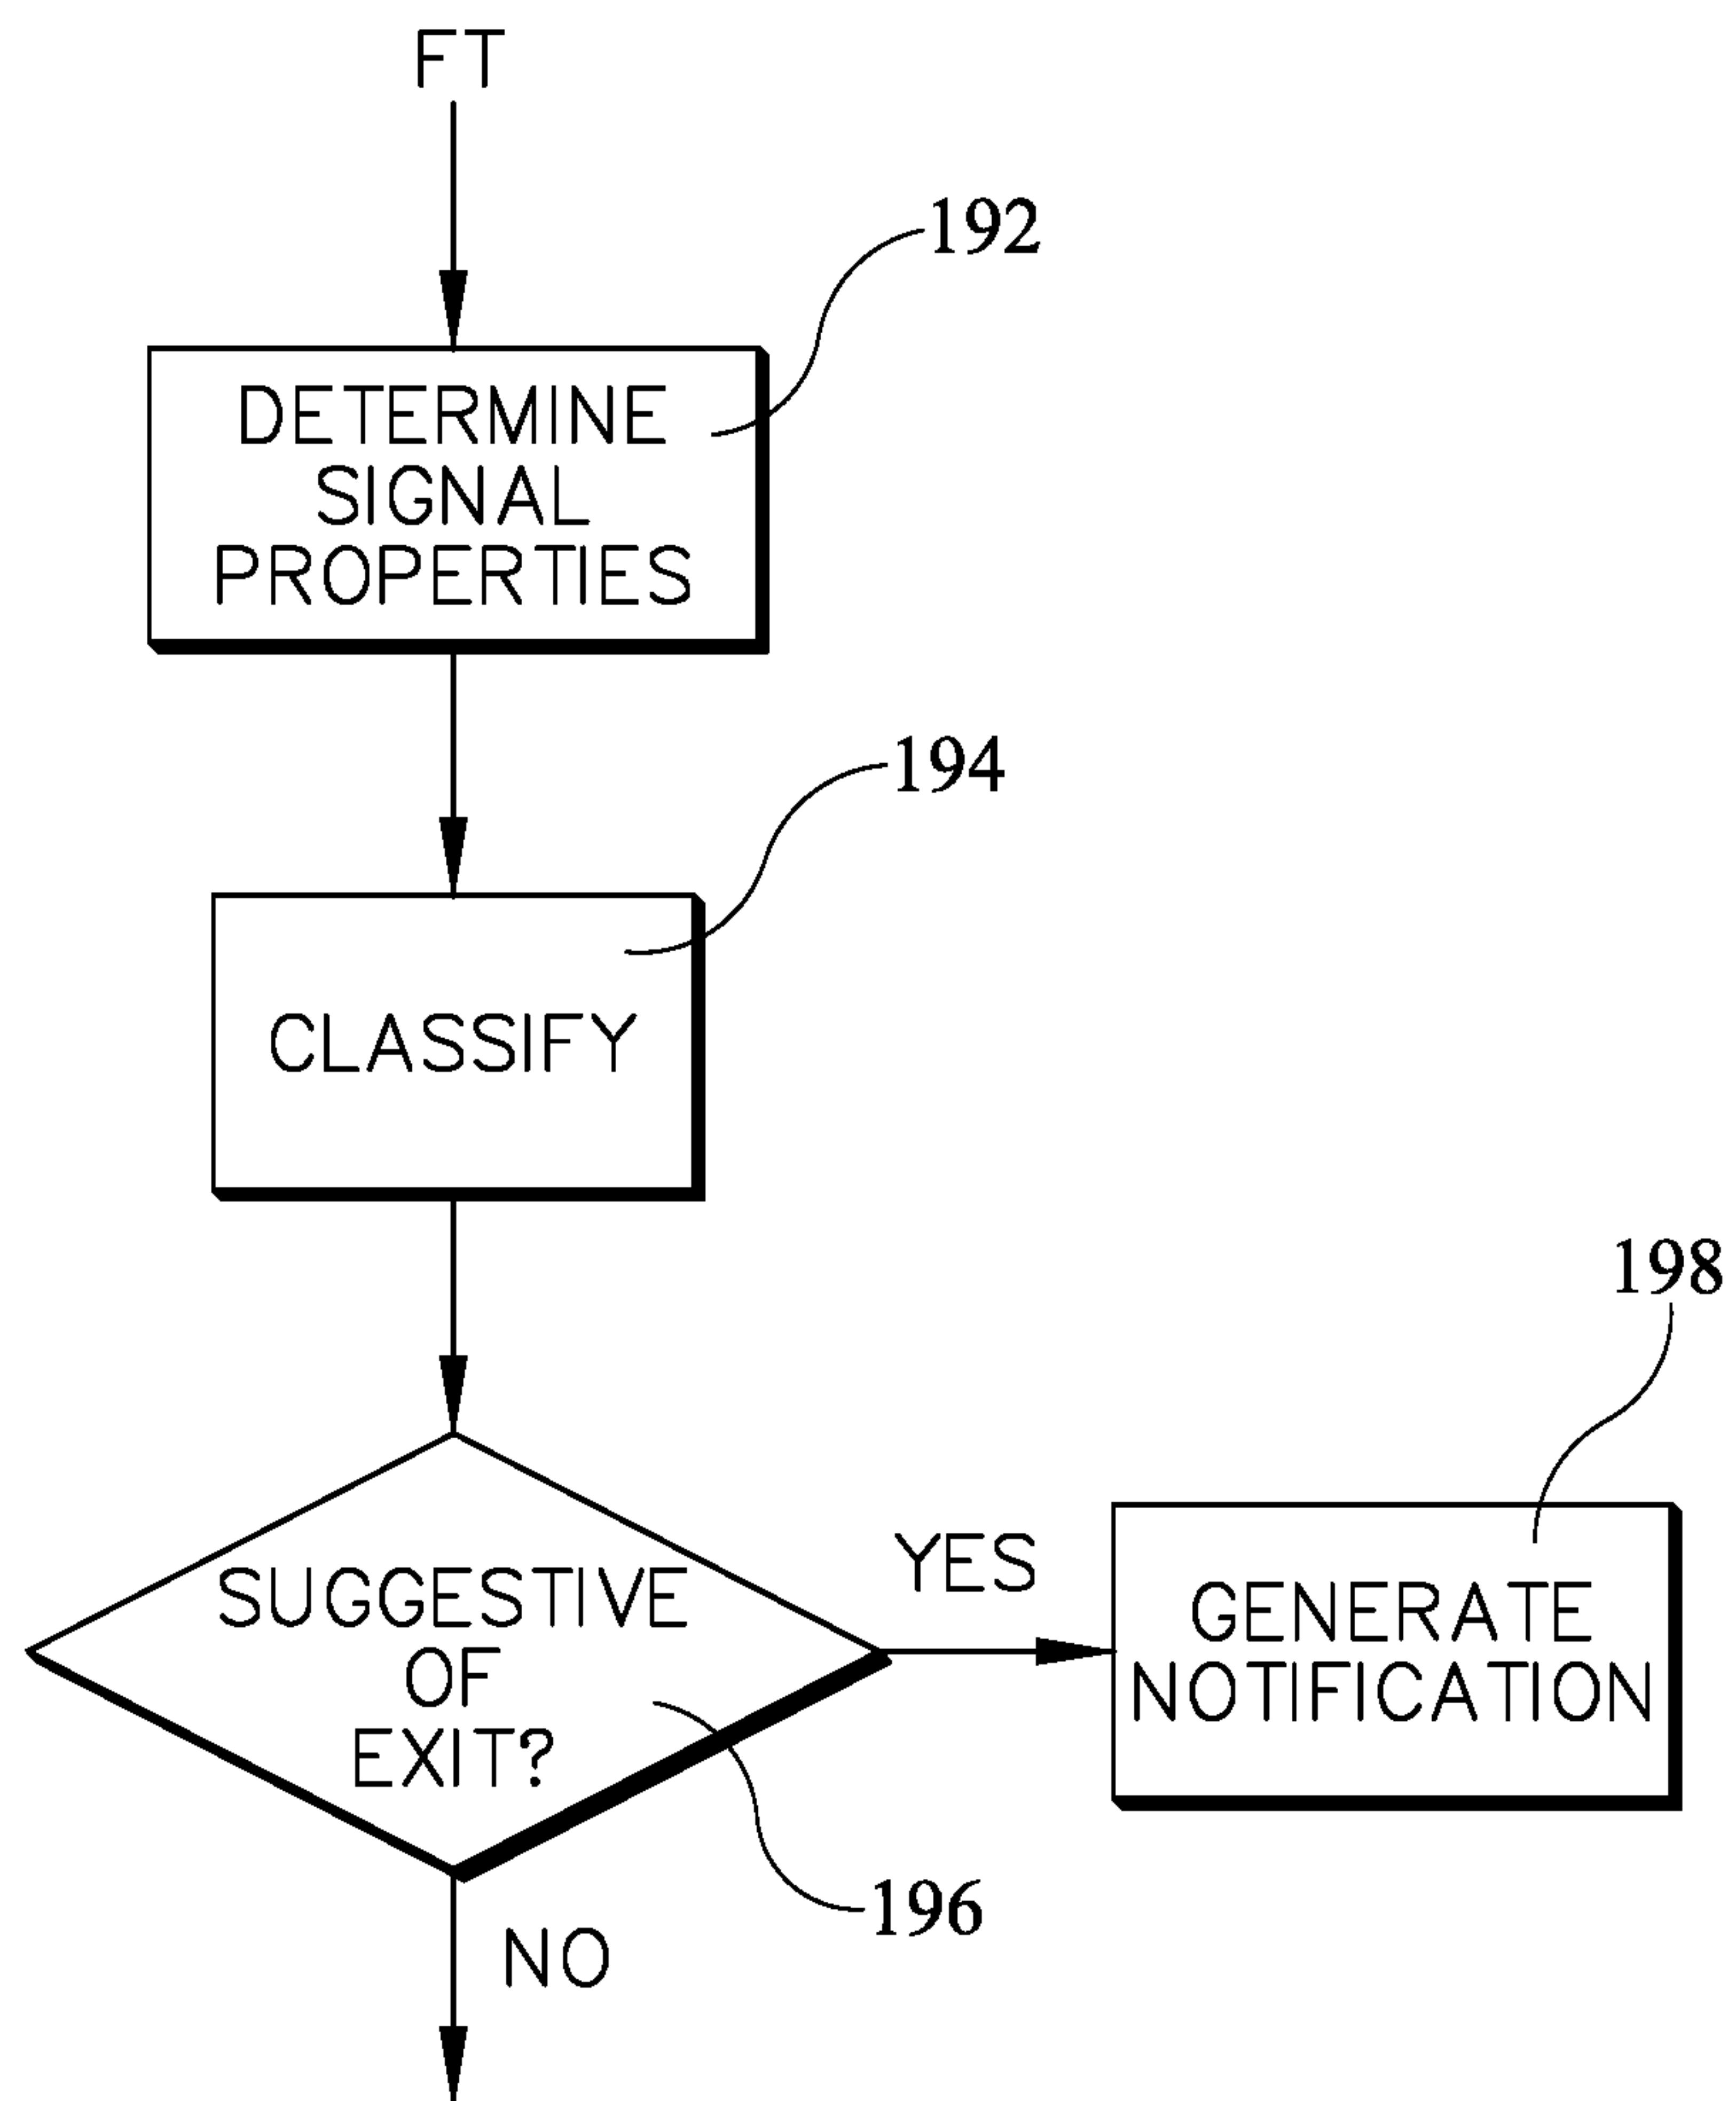 FT
192
DETERMINE
SIGNAL
PROPERTIES
194
CLASSIFY
198
SUGGESTIVE
OF
EXIT?
YES
GENERATE
NOTIFICATION
196
NO